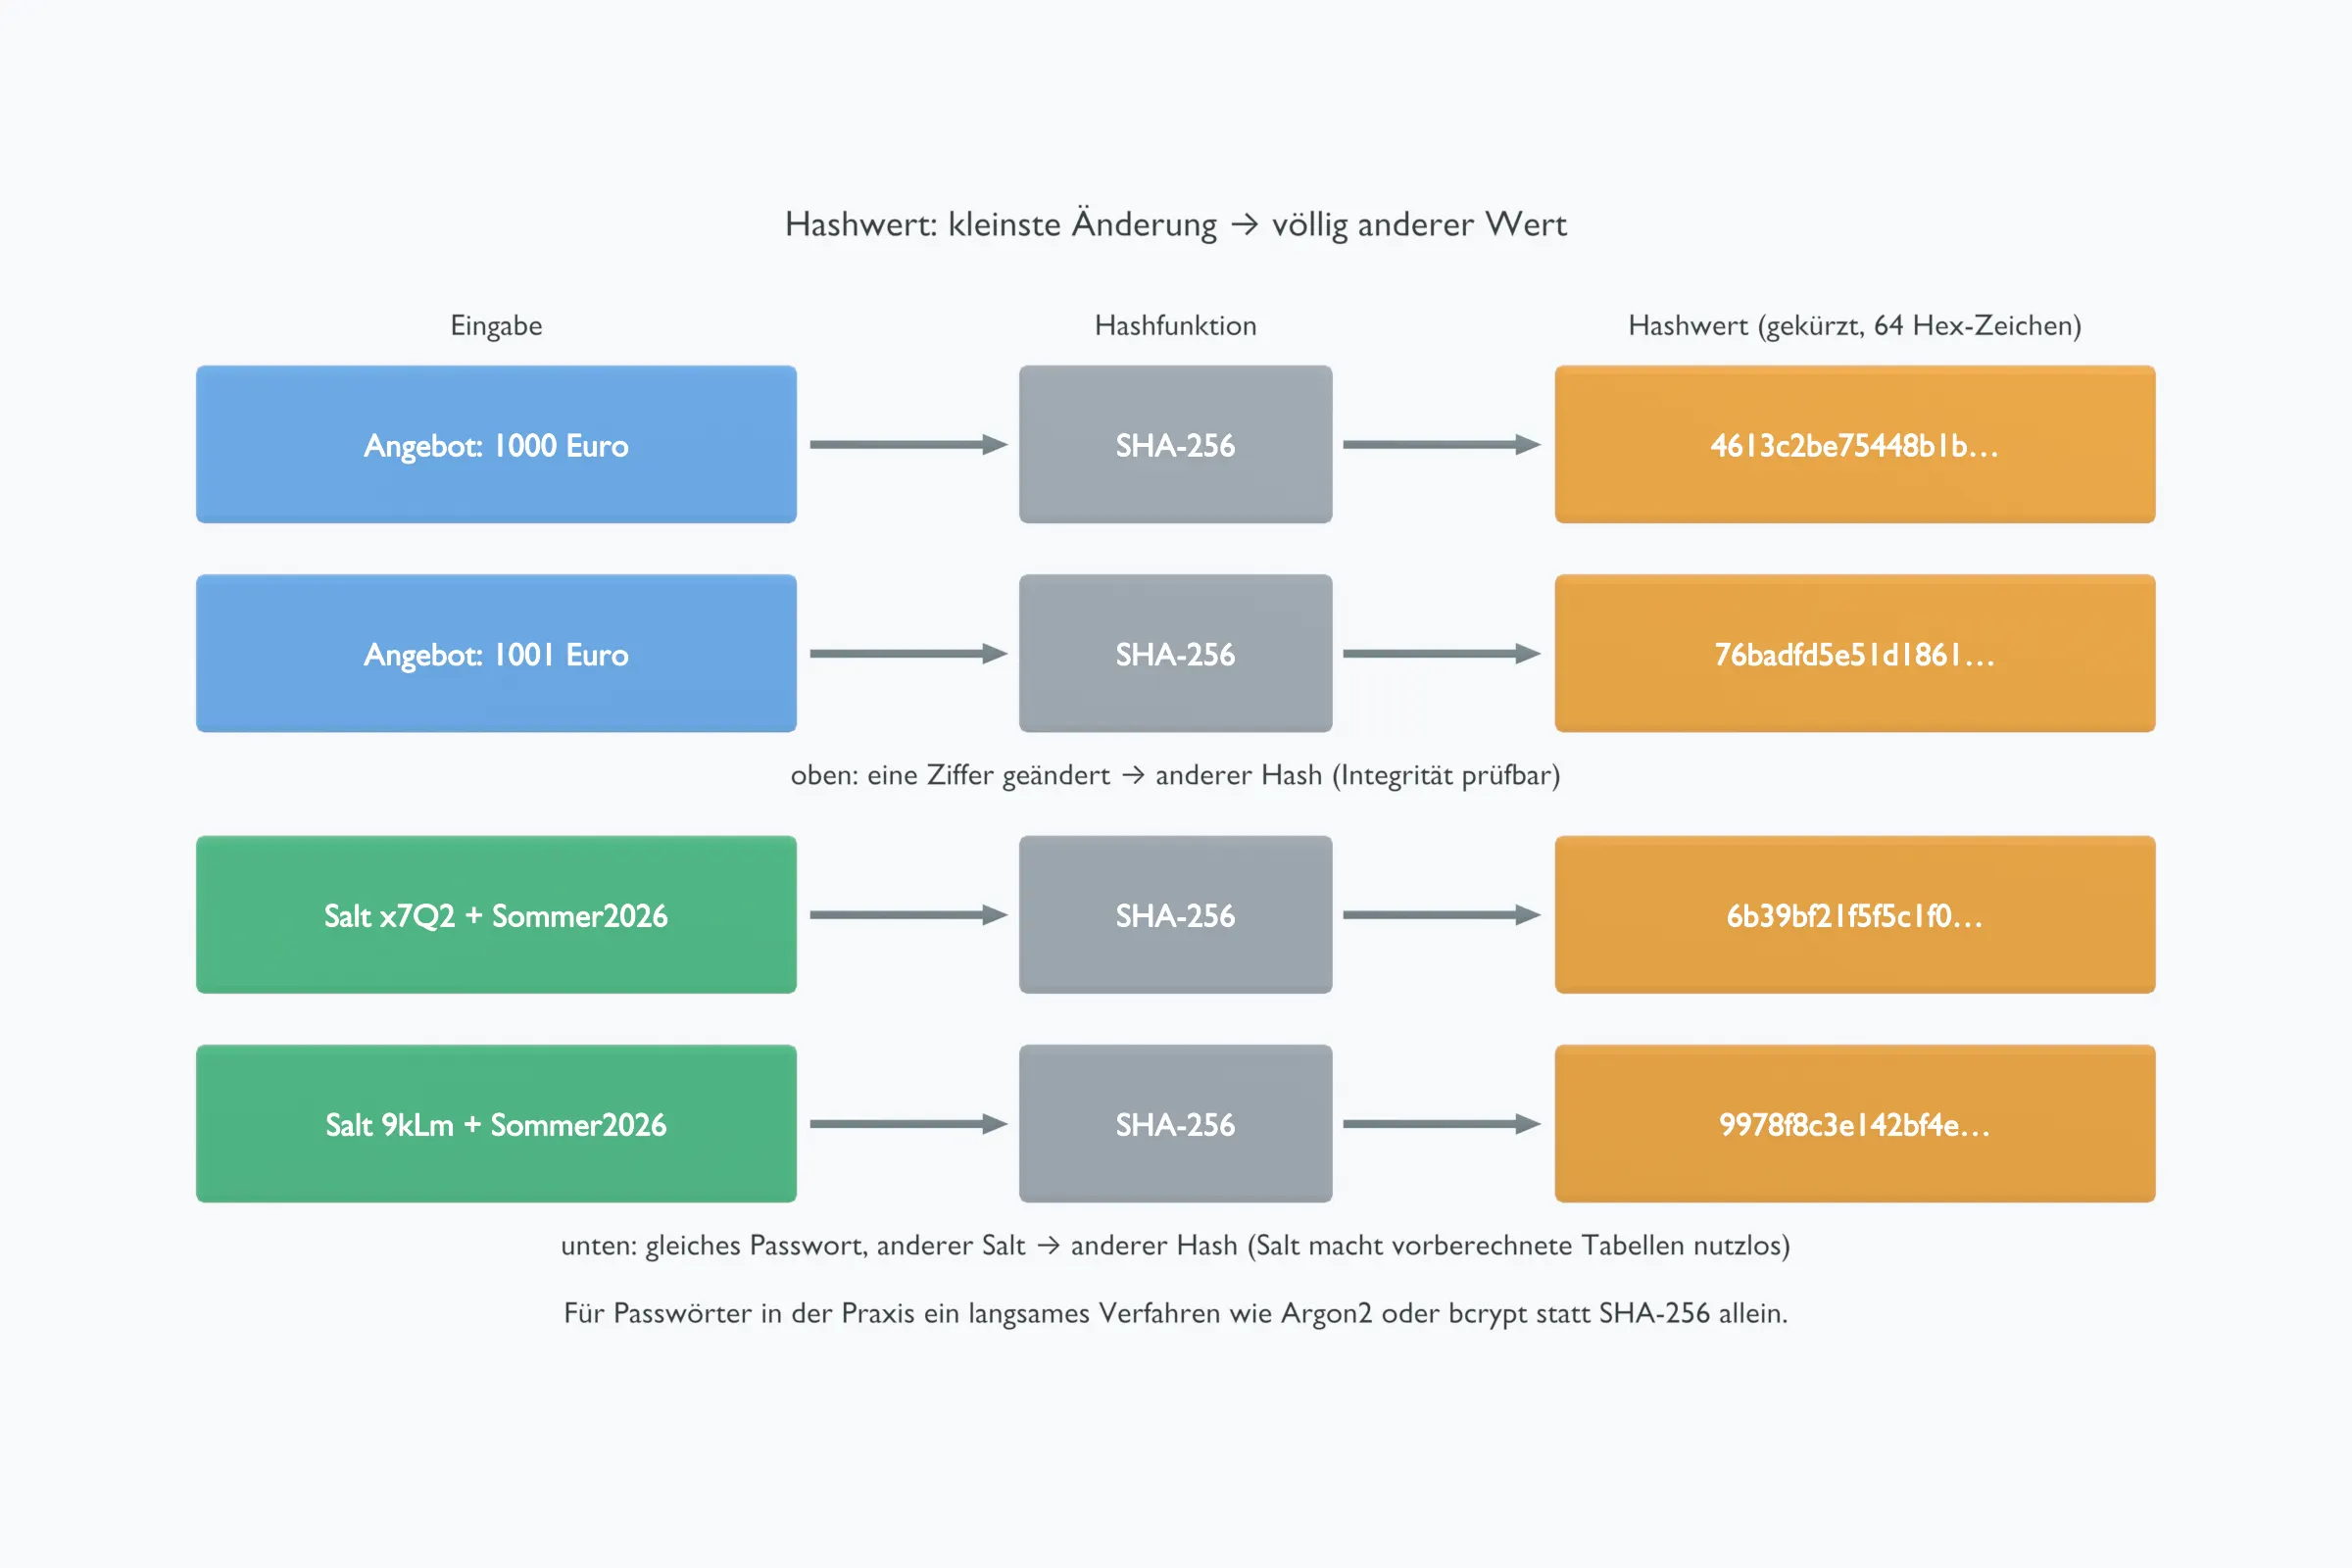 Hashwert: kleinste Änderung → völlig anderer Wert
Eingabe
Hashfunktion
Hashwert (gekürzt, 64 Hex-Zeichen)
Angebot: 1000 Euro
SHA-256
4613c2be75448b1b…
Angebot: 1001 Euro
SHA-256
76badfd5e51d1861…
oben: eine Ziffer geändert → anderer Hash (Integrität prüfbar)
Salt x7Q2 + Sommer2026
SHA-256
6b39bf21f5f5c1f0…
Salt 9kLm + Sommer2026
SHA-256
9978f8c3e142bf4e…
unten: gleiches Passwort, anderer Salt → anderer Hash (Salt macht vorberechnete Tabellen nutzlos)
Für Passwörter in der Praxis ein langsames Verfahren wie Argon2 oder bcrypt statt SHA-256 allein.